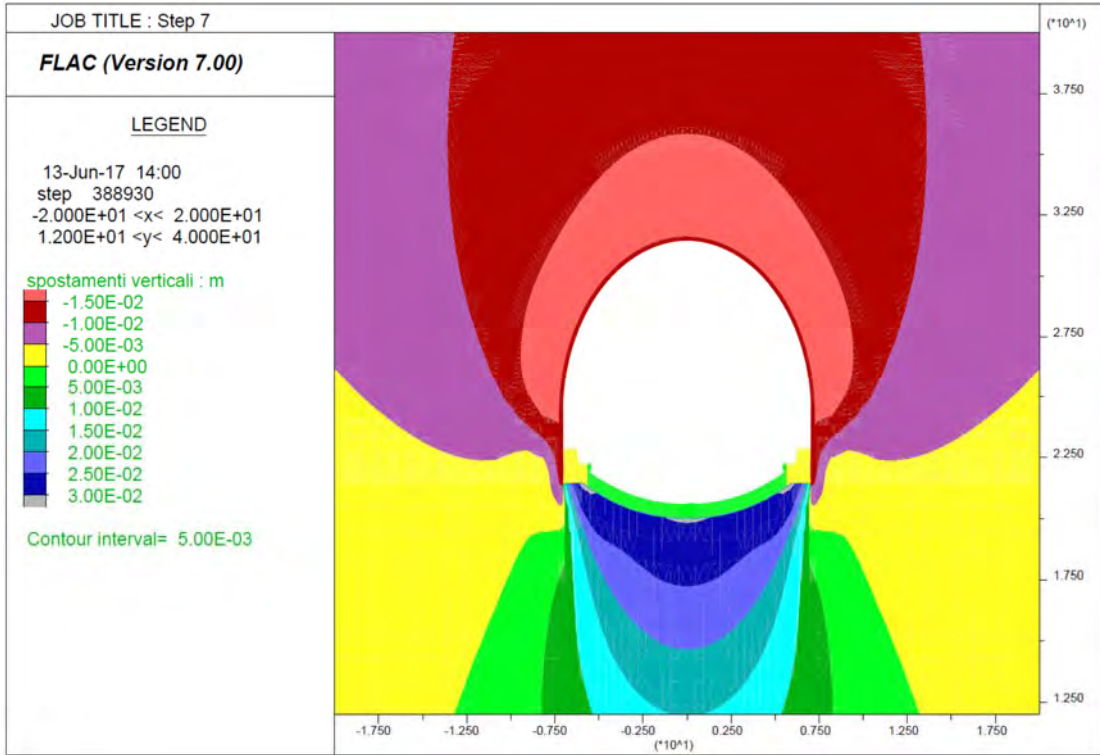 JOB TITLE : Step 7
FLAC (Version 7.00)
LEGEND
13-Jun-17 14:00
step 388930
-2.000E+01 <x< 2.000E+01
1.200E+01 <y< 4.000E+01
spostamenti verticali : m
-1.50E-02
-1.00E-02
-5.00E-03
0.00E+00
5.00E-03
1.00E-02
1.50E-02
2.00E-02
2.50E-02
3.00E-02
Contour interval= 5.00E-03
(*10^1)
3.750
3.250
2.750
2.250
1.750
1.250
-1.750 -1.250 -0.750 -0.250 0.250 0.750 1.250 1.750
(*10^1)